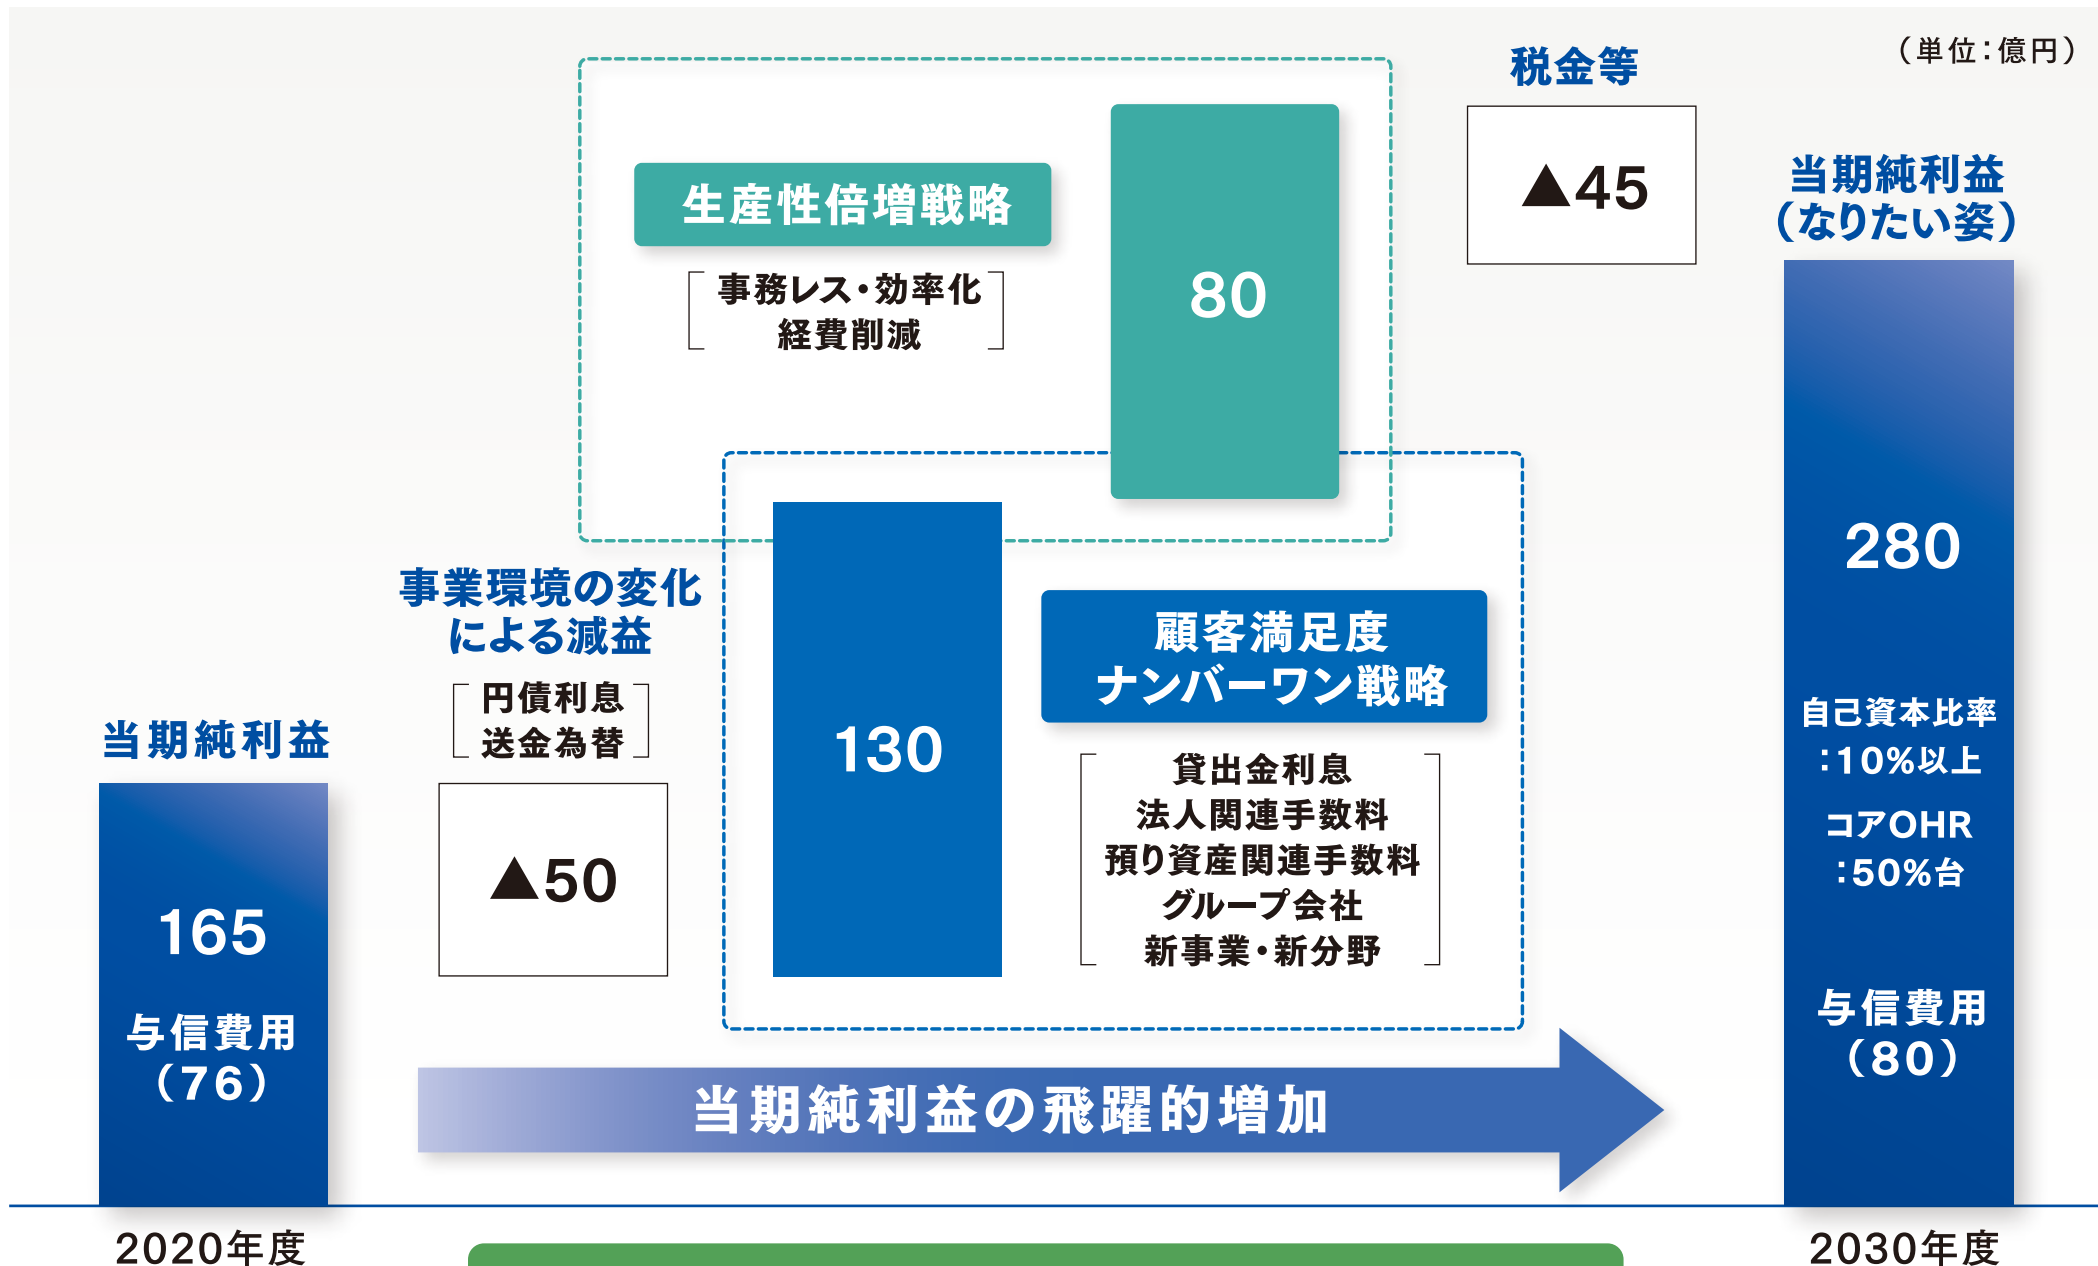 （単位：億円）
税金等
▲45
生産性倍増戦略
事務レス・効率化
経費削減
80
当期純利益
（なりたい姿）
280
自己資本比率
：10％以上
コアOHR
：50％台
与信費用
（80）
事業環境の変化
による減益
円債利息
送金為替
▲50
130
顧客満足度
ナンバーワン戦略
貸出金利息
法人関連手数料
預り資産関連手数料
グループ会社
新事業・新分野
当期純利益
165
与信費用
（76）
当期純利益の飛躍的増加
2020年度
2030年度